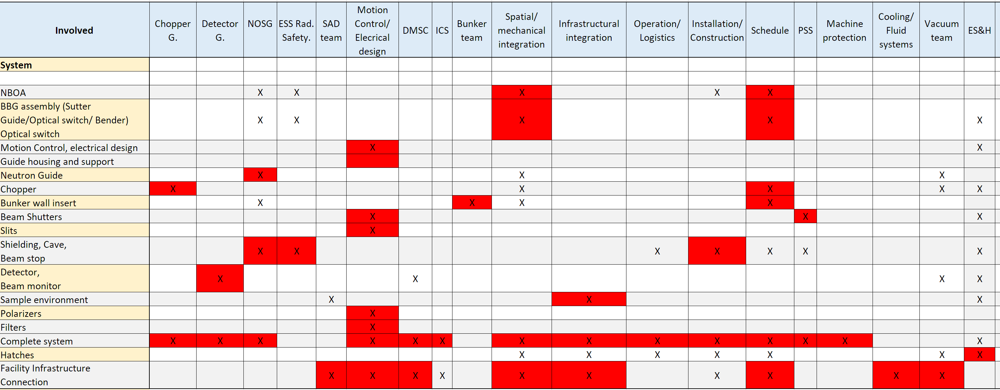 Involved
Chopper G.
Detector G.
NOSG
ESS Rad. Safety.
SAD team
Motion Control/ Elecrical design
DMSC
ICS
Bunker team
Spatial/ mechanical integration
Infrastructural integration
Operation/ Logistics
Installation/ Construction
Schedule
PSS
Machine protection
Cooling/ Fluid systems
Vacuum team
ES&H
System
NBOA X X X X X
BBG assembly (Sutter
Guide/Optical switch/ Bender) X X X X X
Optical switch
Motion Control, electrical design X X
Guide housing and support
Neutron Guide X X X
Chopper X X X X X
Bunker wall insert X X X X
Beam Shutters X X X
Slits X
Shielding, Cave, X X X X X X X
Beam stop
Detector, X X X X
Beam monitor
Sample environment X X X
Polarizers X
Filters X
Complete system X X X X X X X X X X X X X X
Hatches X X X X X X X
Facility Infrastructure X X X X X X X X X X
Connection